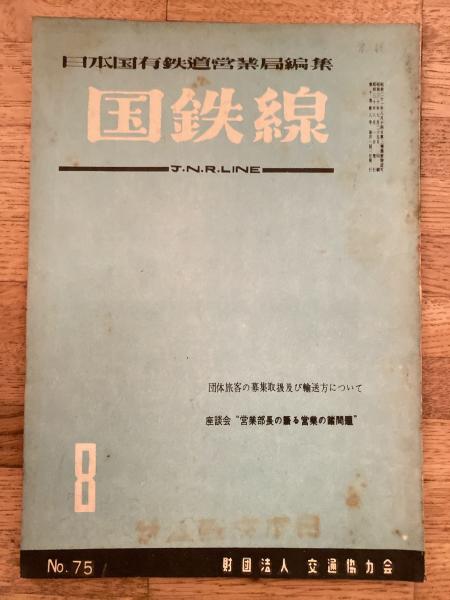 日本国有鉄道営業局編集
国鉄線
J.N.R.LINE
団体旅客の募集取扱及び輸送方について
座談会“営業部長の語る営業の諸問題”
8
No.75
財団法人 交通協力会